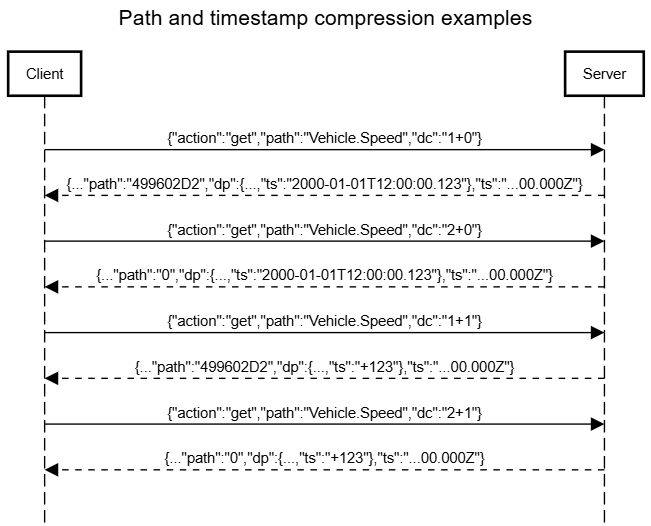 Path and timestamp compression examples
Client
Server
{"action":"get","path":"Vehicle.Speed","dc":"1+0"}
{..."path":"499602D2","dp":{...,"ts":"2000-01-01T12:00:00.123"},"ts":"...00.000Z"}
{"action":"get","path":"Vehicle.Speed","dc":"2+0"}
{..."path":"0","dp":{...,"ts":"2000-01-01T12:00:00.123"},"ts":"...00.000Z"}
{"action":"get","path":"Vehicle.Speed","dc":"1+1"}
{..."path":"499602D2","dp":{...,"ts":"+123"},"ts":"...00.000Z"}
{"action":"get","path":"Vehicle.Speed","dc":"2+1"}
{..."path":"0","dp":{...,"ts":"+123"},"ts":"...00.000Z"}